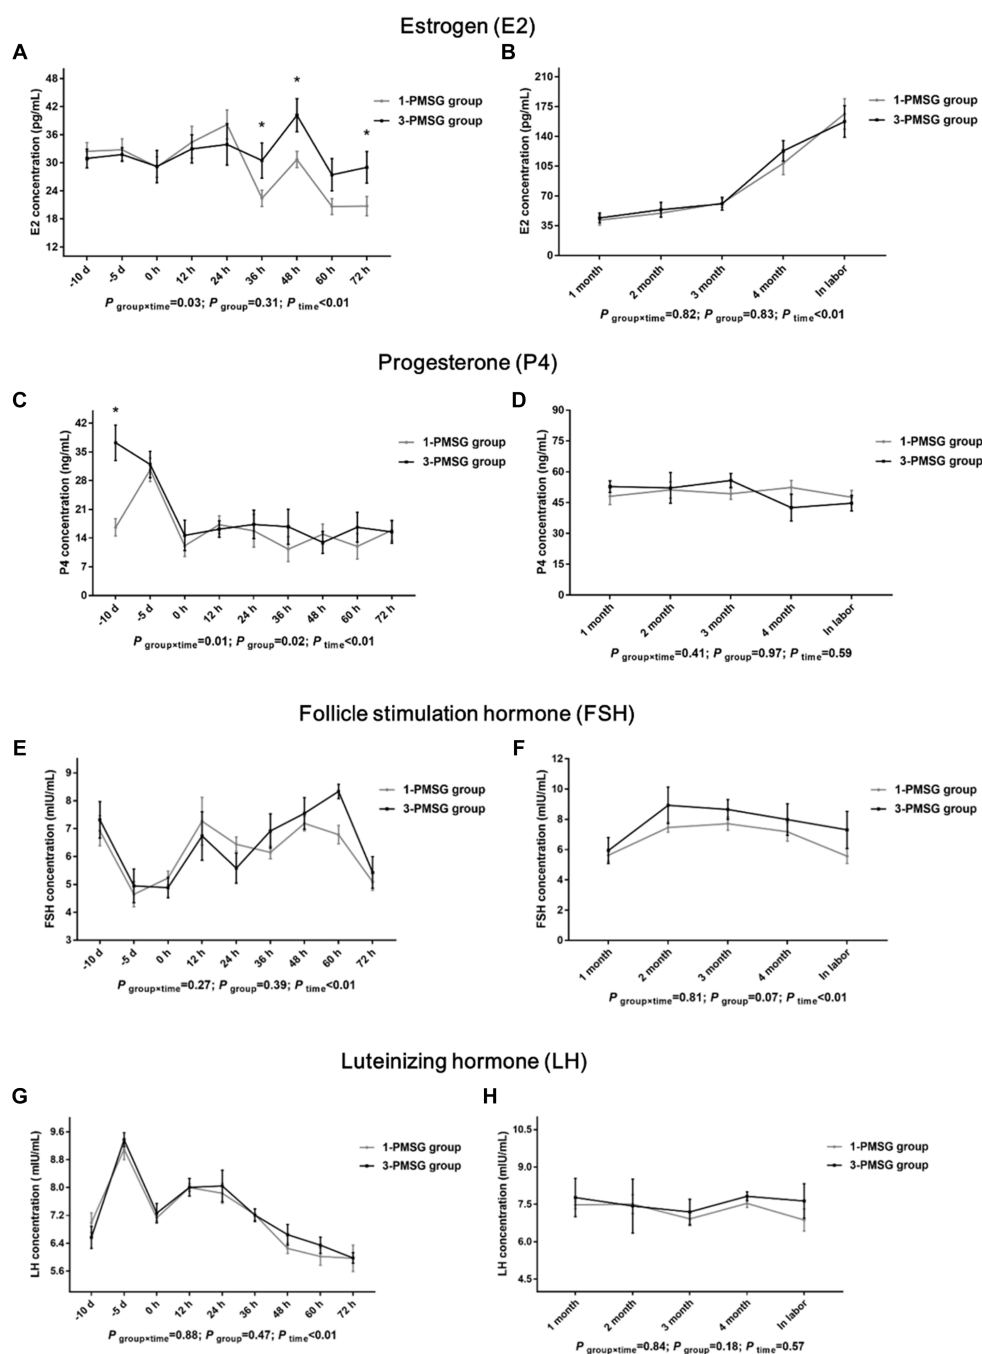 Estrogen (E2)
A
B
E2 concentration (pg/mL)
48
42
36
30
24
18
12
*
*
*
1-PMSG group
3-PMSG group
-10 d
-5 d
0 h
12 h
24 h
36 h
48 h
60 h
72 h
P group×time=0.03; P group=0.31; P time<0.01
E2 concentration (pg/mL)
210
175
140
105
70
35
0
1-PMSG group
3-PMSG group
1 month
2 month
3 month
4 month
In labor
P group×time=0.82; P group=0.83; P time<0.01
Progesterone (P4)
C
D
P4 concentration (ng/mL)
42
35
28
21
14
7
0
*
1-PMSG group
3-PMSG group
-10 d
-5 d
0 h
12 h
24 h
36 h
48 h
60 h
72 h
P group×time=0.01; P group=0.02; P time<0.01
P4 concentration (ng/mL)
90
75
60
45
30
15
0
1-PMSG group
3-PMSG group
1 month
2 month
3 month
4 month
In labor
P group×time=0.41; P group=0.97; P time=0.59
Follicle stimulation hormone (FSH)
E
F
FSH concentration (mIU/mL)
9
8
7
6
5
4
3
1-PMSG group
3-PMSG group
-10 d
-5 d
0 h
12 h
24 h
36 h
48 h
60 h
72 h
P group×time=0.27; P group=0.39; P time<0.01
FSH concentration (mIU/mL)
12
10
8
6
4
2
0
1-PMSG group
3-PMSG group
1 month
2 month
3 month
4 month
In labor
P group×time=0.81; P group=0.07; P time<0.01
Luteinizing hormone (LH)
G
H
LH concentration ( mIU/mL)
9.6
8.8
8.0
7.2
6.4
5.6
1-PMSG group
3-PMSG group
-10 d
-5 d
0 h
12 h
24 h
36 h
48 h
60 h
72 h
P group×time=0.88; P group=0.47; P time<0.01
LH concentration (mIU/mL)
10.5
9.0
7.5
6.0
4.5
1-PMSG group
3-PMSG group
1 month
2 month
3 month
4 month
In labor
P group×time=0.84; P group=0.18; P time=0.57